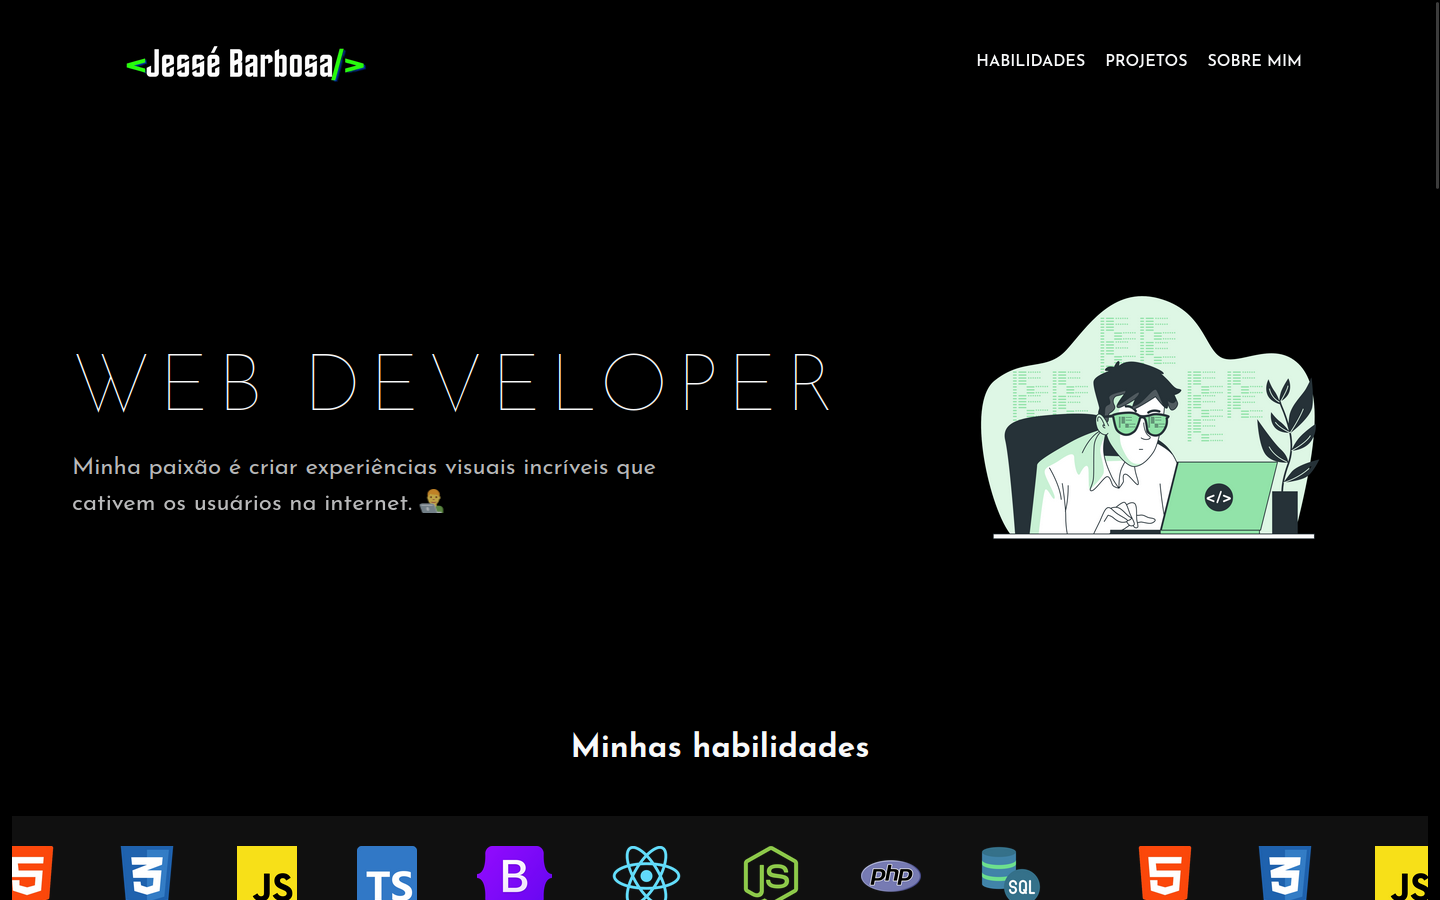 <Jessé Barbosa/>
HABILIDADES PROJETOS SOBRE MIM
WEB DEVELOPER
Minha paixão é criar experiências visuais incríveis que
cativem os usuários na internet. 👨‍💻
</>
Minhas habilidades
5 3 JS TS B JS php SQL 5 3 JS